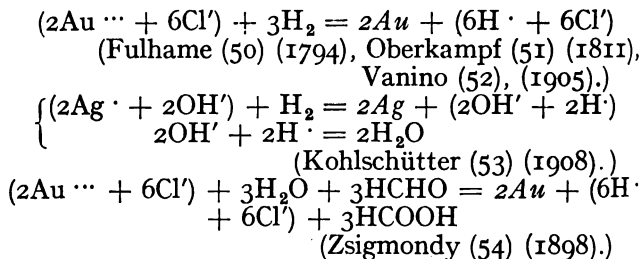 (2Au ··· + 6Cl′) + 3H₂ = 2Au + (6H · + 6Cl′)
(Fulhame (50) (1794), Oberkampf (51) (1811),
Vanino (52), (1905).)
{(2Ag · + 2OH′) + H₂ = 2Ag + (2OH′ + 2H·)
2OH′ + 2H · = 2H₂O
(Kohlschütter (53) (1908).)
(2Au ··· + 6Cl′) + 3H₂O + 3HCHO = 2Au + (6H ·
+ 6Cl′) + 3HCOOH
(Zsigmondy (54) (1898).)